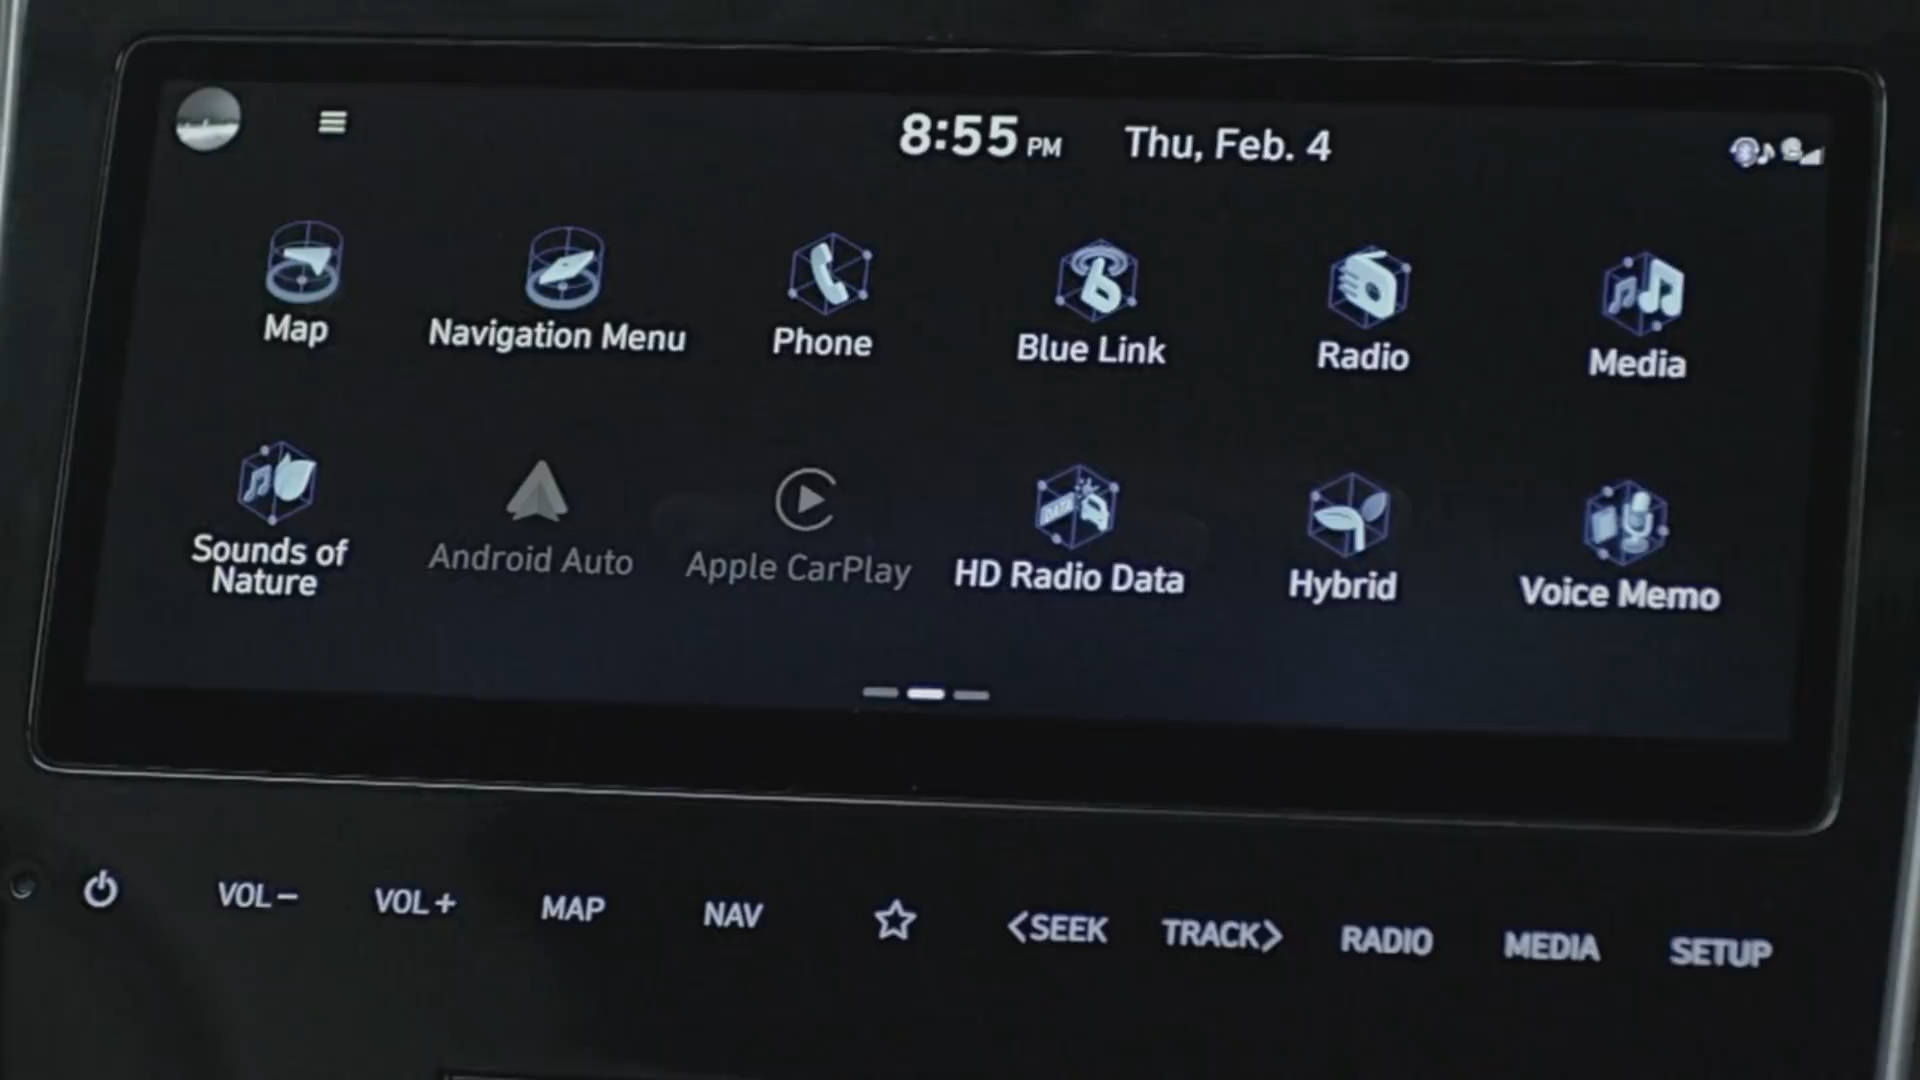 8:55 PM Thu, Feb. 4
Map Navigation Menu Phone Blue Link Radio Media
Sounds of
Nature
Android Auto Apple CarPlay HD Radio Data Hybrid Voice Memo
DATA
VOL− VOL+ MAP NAV <SEEK TRACK> RADIO MEDIA SETUP